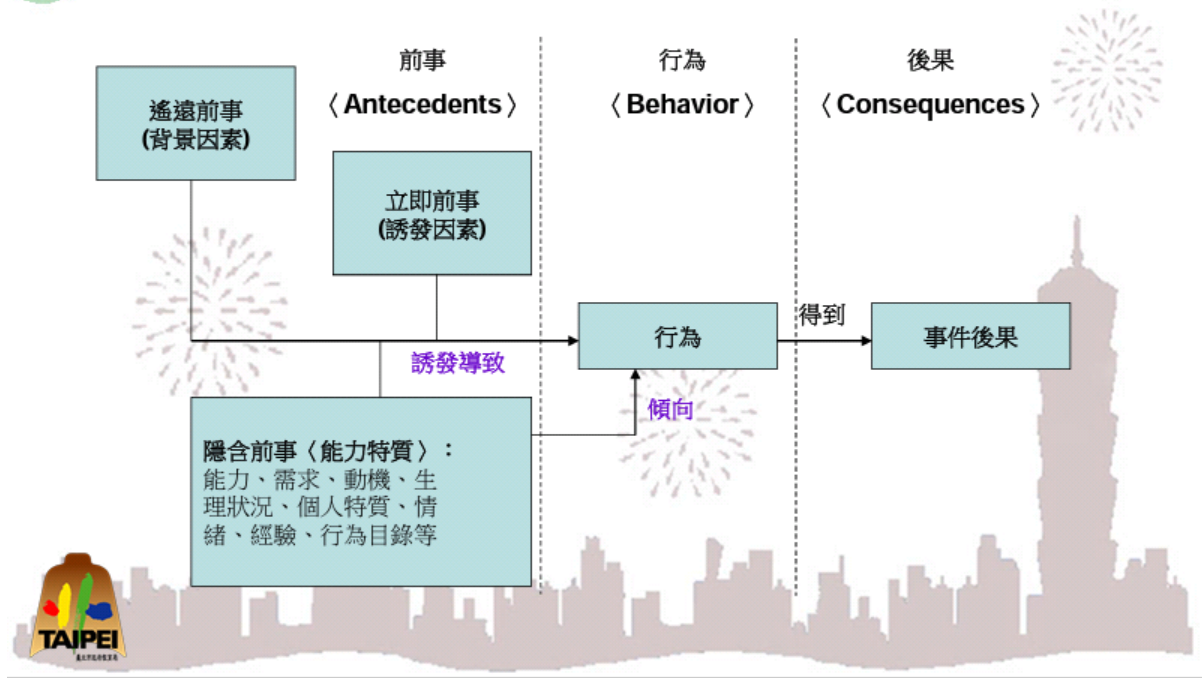 前事
〈Antecedents〉
行為
〈Behavior〉
後果
〈Consequences〉
遙遠前事
(背景因素)
立即前事
(誘發因素)
誘發導致
行為
得到
事件後果
傾向
隱含前事〈能力特質〉：
能力、需求、動機、生
理狀況、個人特質、情
緒、經驗、行為目錄等
TAIPEI